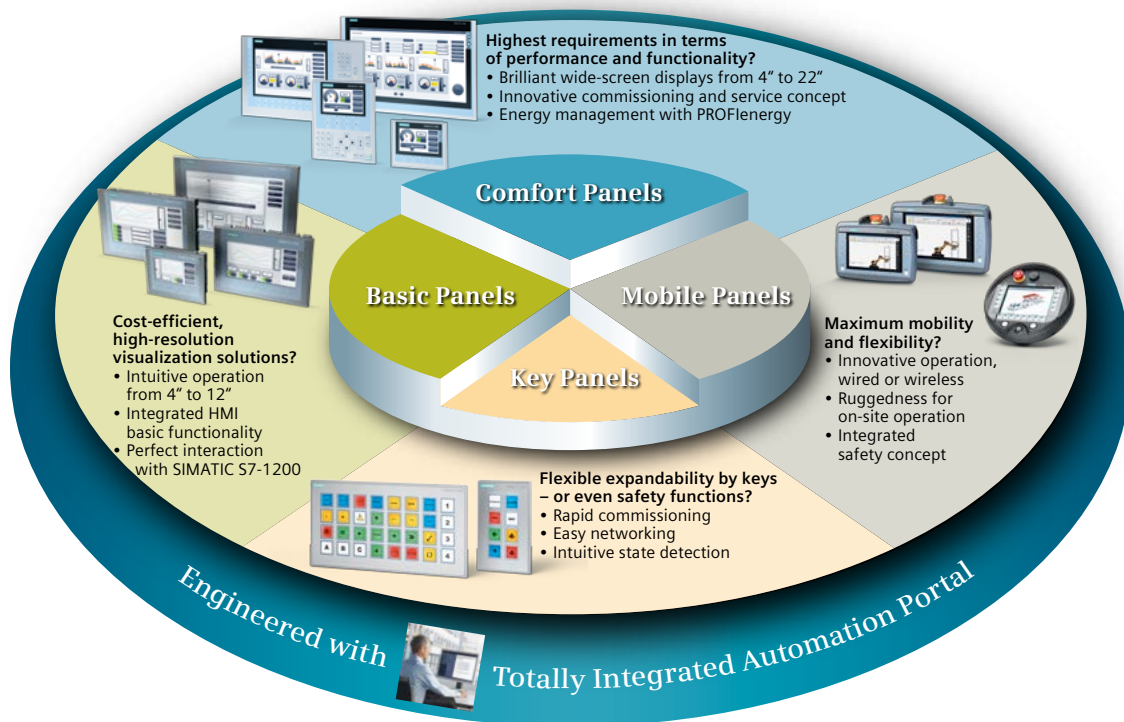 Highest requirements in terms
of performance and functionality?
• Brilliant wide-screen displays from 4″ to 22″
• Innovative commissioning and service concept
• Energy management with PROFIenergy
Comfort Panels
Basic Panels
Mobile Panels
Key Panels
Cost-efficient,
high-resolution
visualization solutions?
• Intuitive operation
from 4″ to 12″
• Integrated HMI
basic functionality
• Perfect interaction
with SIMATIC S7-1200
Maximum mobility
and flexibility?
• Innovative operation,
wired or wireless
• Ruggedness for
on-site operation
• Integrated
safety concept
Flexible expandability by keys
– or even safety functions?
• Rapid commissioning
• Easy networking
• Intuitive state detection
1
2
3
A B C
4
Engineered with
Totally Integrated Automation Portal